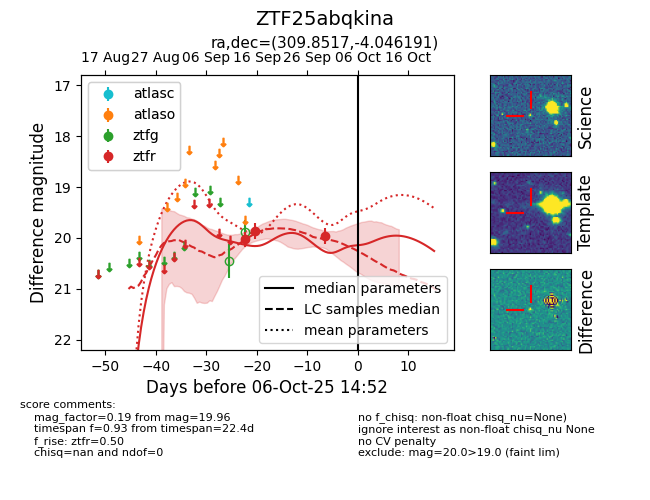 ZTF25abqkina
ra,dec=(309.8517,-4.046191)
17 Aug 27 Aug 06 Sep 16 Sep 26 Sep 06 Oct 16 Oct
17
18
19
20
21
22
Difference magnitude
atlasc
atlaso
ztfg
ztfr
median parameters
LC samples median
mean parameters
−50 −40 −30 −20 −10 0 10
Days before 06-Oct-25 14:52
Science
Template
Difference
score comments:
mag_factor=0.19 from mag=19.96
timespan f=0.93 from timespan=22.4d
f_rise: ztfr=0.50
chisq=nan and ndof=0
no f_chisq: non-float chisq_nu=None)
ignore interest as non-float chisq_nu None
no CV penalty
exclude: mag=20.0>19.0 (faint lim)